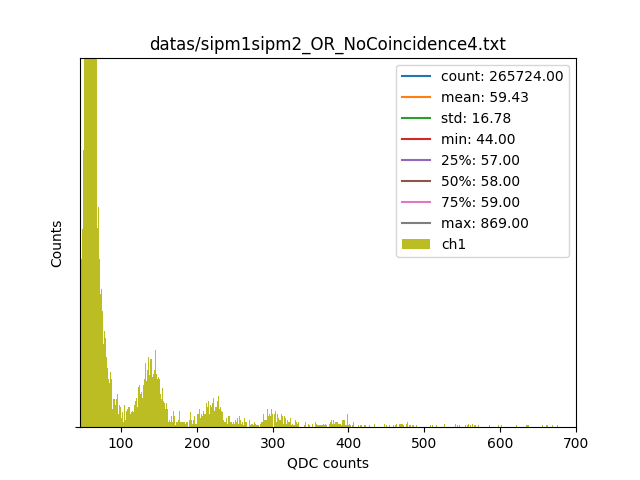 datas/sipm1sipm2_OR_NoCoincidence4.txt
count: 265724.00
mean: 59.43
std: 16.78
min: 44.00
25%: 57.00
50%: 58.00
75%: 59.00
max: 869.00
ch1
Counts
100 200 300 400 500 600 700
QDC counts